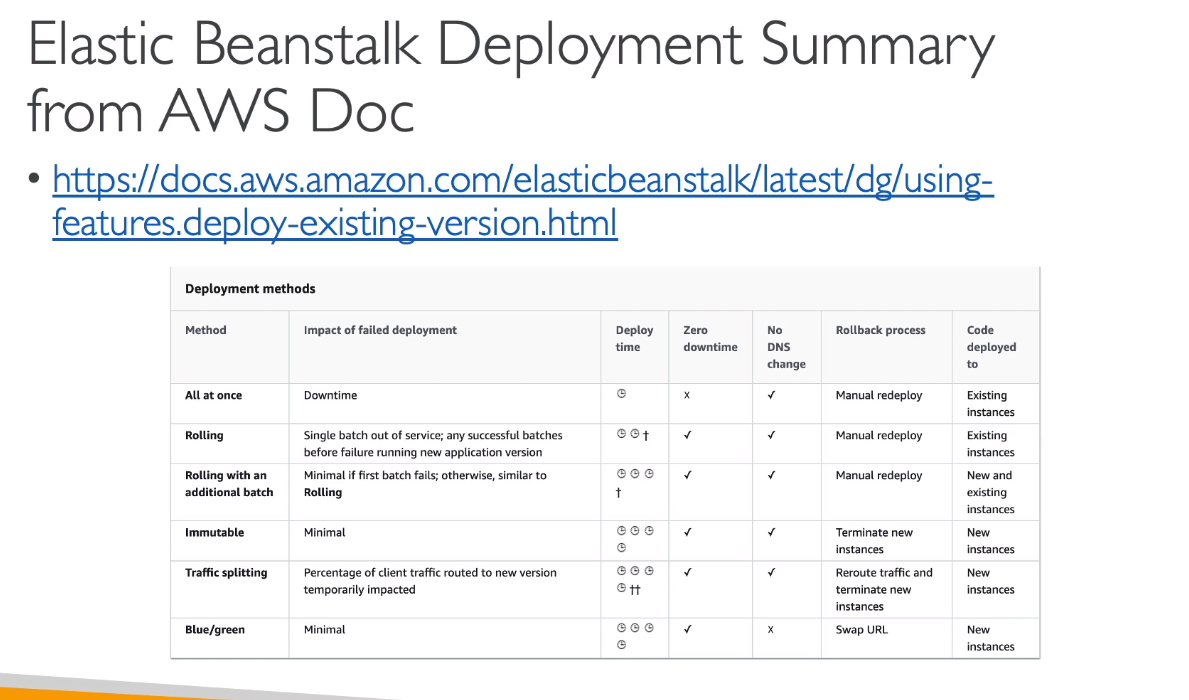 Elastic Beanstalk Deployment Summary
from AWS Doc
• https://docs.aws.amazon.com/elasticbeanstalk/latest/dg/using-
features.deploy-existing-version.html
Deployment methods
Method Impact of failed deployment Deploy time Zero downtime No DNS change Rollback process Code deployed to
All at once Downtime ◷ x ✓ Manual redeploy Existing instances
Rolling Single batch out of service; any successful batches before failure running new application version ◷ ◷ † ✓ ✓ Manual redeploy Existing instances
Rolling with an additional batch Minimal if first batch fails; otherwise, similar to Rolling ◷ ◷ ◷ † ✓ ✓ Manual redeploy New and existing instances
Immutable Minimal ◷ ◷ ◷ ◷ ✓ ✓ Terminate new instances New instances
Traffic splitting Percentage of client traffic routed to new version temporarily impacted ◷ ◷ ◷ ◷ †† ✓ ✓ Reroute traffic and terminate new instances New instances
Blue/green Minimal ◷ ◷ ◷ ◷ ✓ x Swap URL New instances